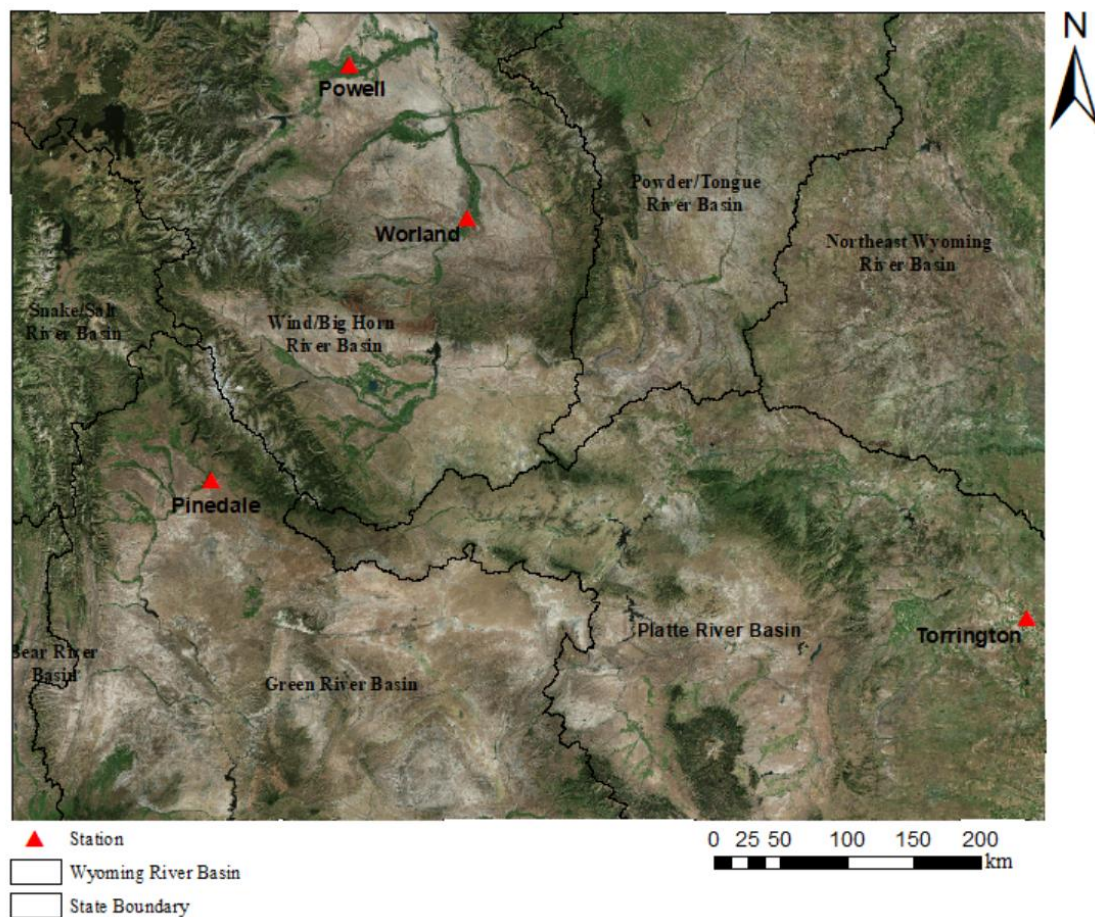 N
Powell
Powder/Tongue
River Basin
Worland
Northeast Wyoming
River Basin
Snake/Salt
River Basin
Wind/Big Horn
River Basin
Pinedale
Torrington
Platte River Basin
Bear River
Basin
Green River Basin
Station
Wyoming River Basin
State Boundary
0 25 50 100 150 200
km